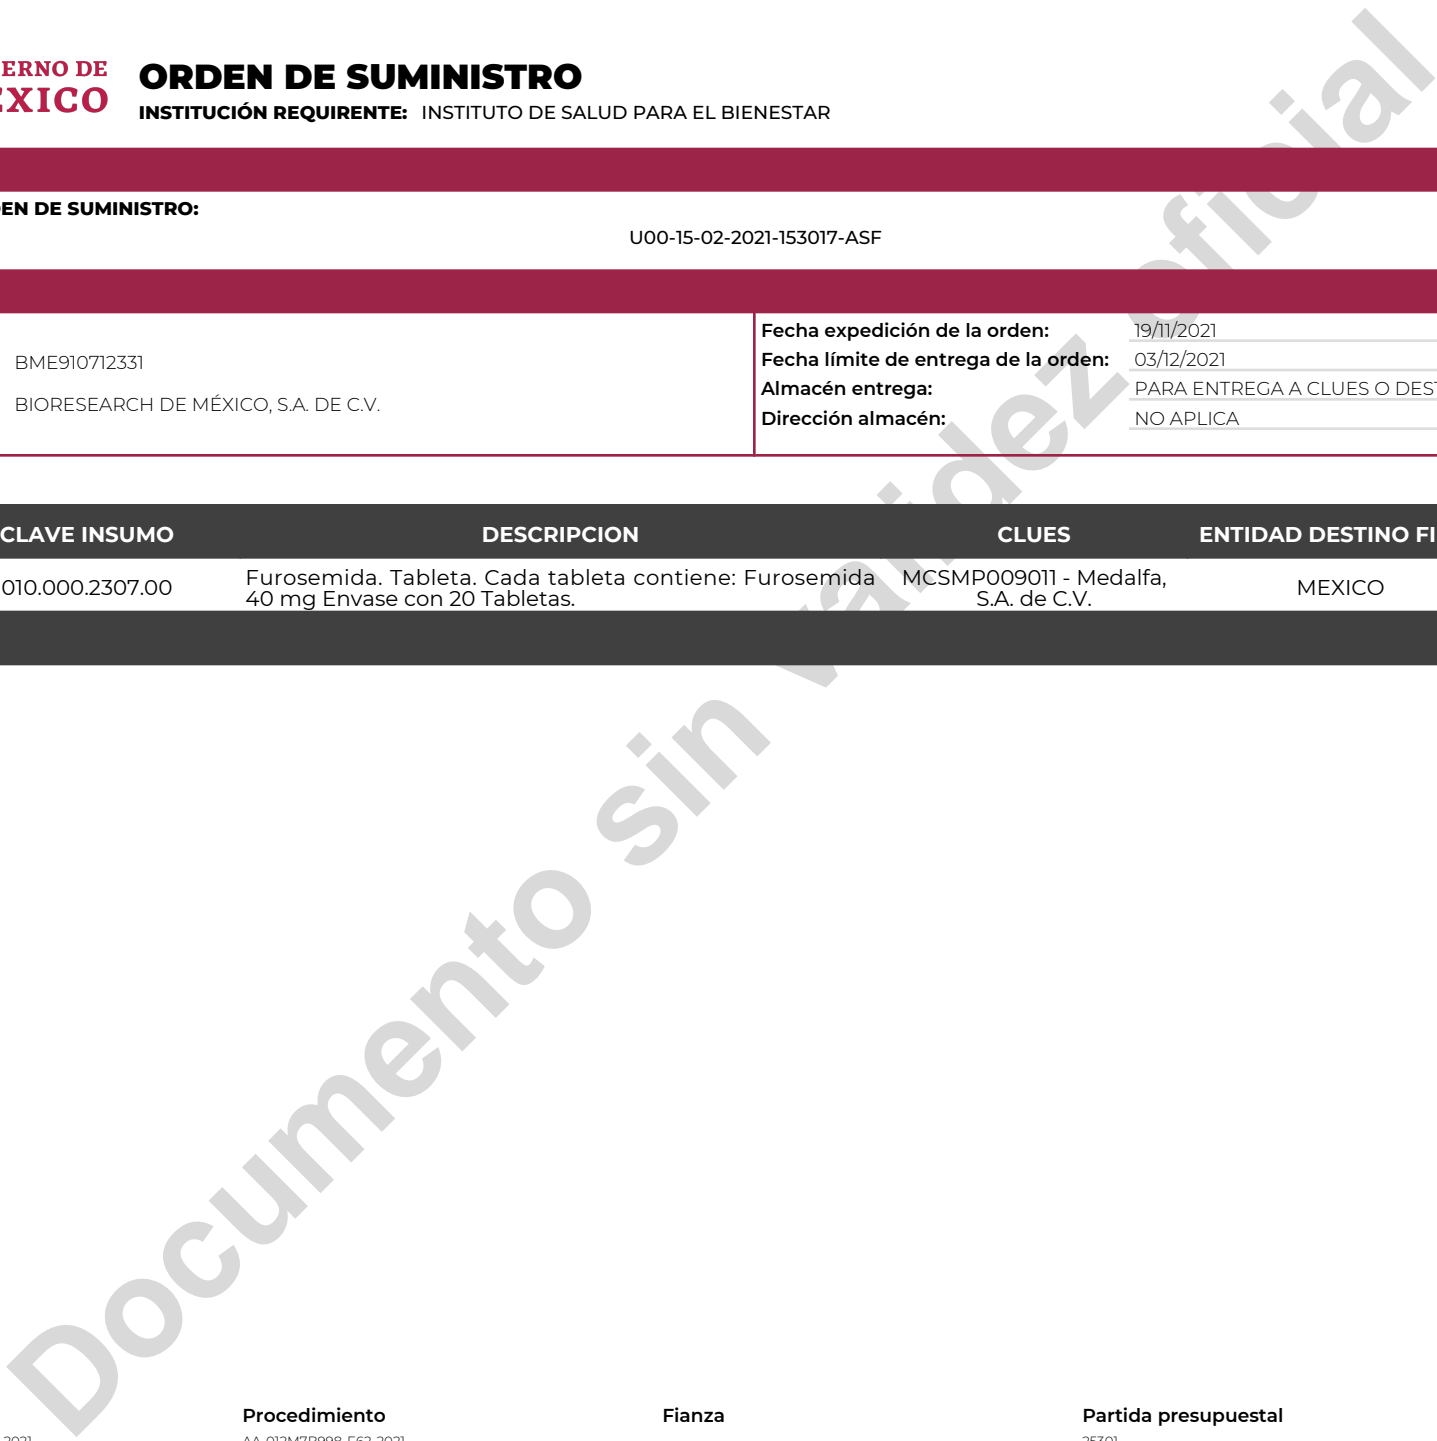 ERNO DE
ORDEN DE SUMINISTRO
XICO
INSTITUCIÓN REQUIRENTE: INSTITUTO DE SALUD PARA EL BIENESTAR
EN DE SUMINISTRO:
U00-15-02-2021-153017-ASF
Fecha expedición de la orden: 19/11/2021
BME910712331
Fecha límite de entrega de la orden: 03/12/2021
Almacén entrega: PARA ENTREGA A CLUES O DEST
BIORESEARCH DE MÉXICO, S.A. DE C.V.
Dirección almacén: NO APLICA
CLAVE INSUMO DESCRIPCION CLUES ENTIDAD DESTINO FI
010.000.2307.00
Furosemida. Tableta. Cada tableta contiene: Furosemida
40 mg Envase con 20 Tabletas.
MCSMP009011 - Medalfa,
S.A. de C.V.
MEXICO
Documento sin validez oficial
Procedimiento Fianza Partida presupuestal